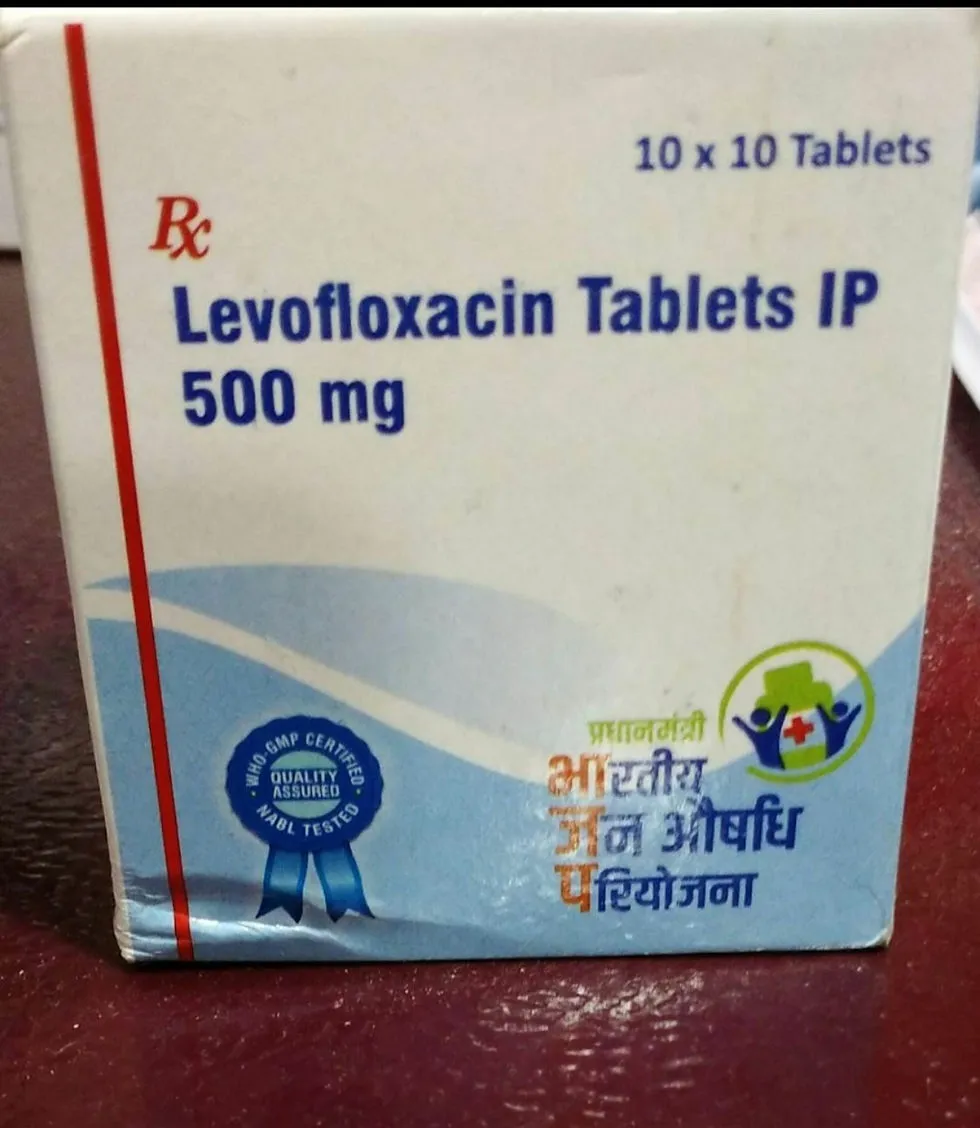 10 x 10 Tablets
Rx
Levofloxacin Tablets IP
500 mg
WHO-GMP CERTIFIED
QUALITY
ASSURED
NABL TESTED
प्रधानमंत्री
भारतीय
जन औषधि
परियोजना